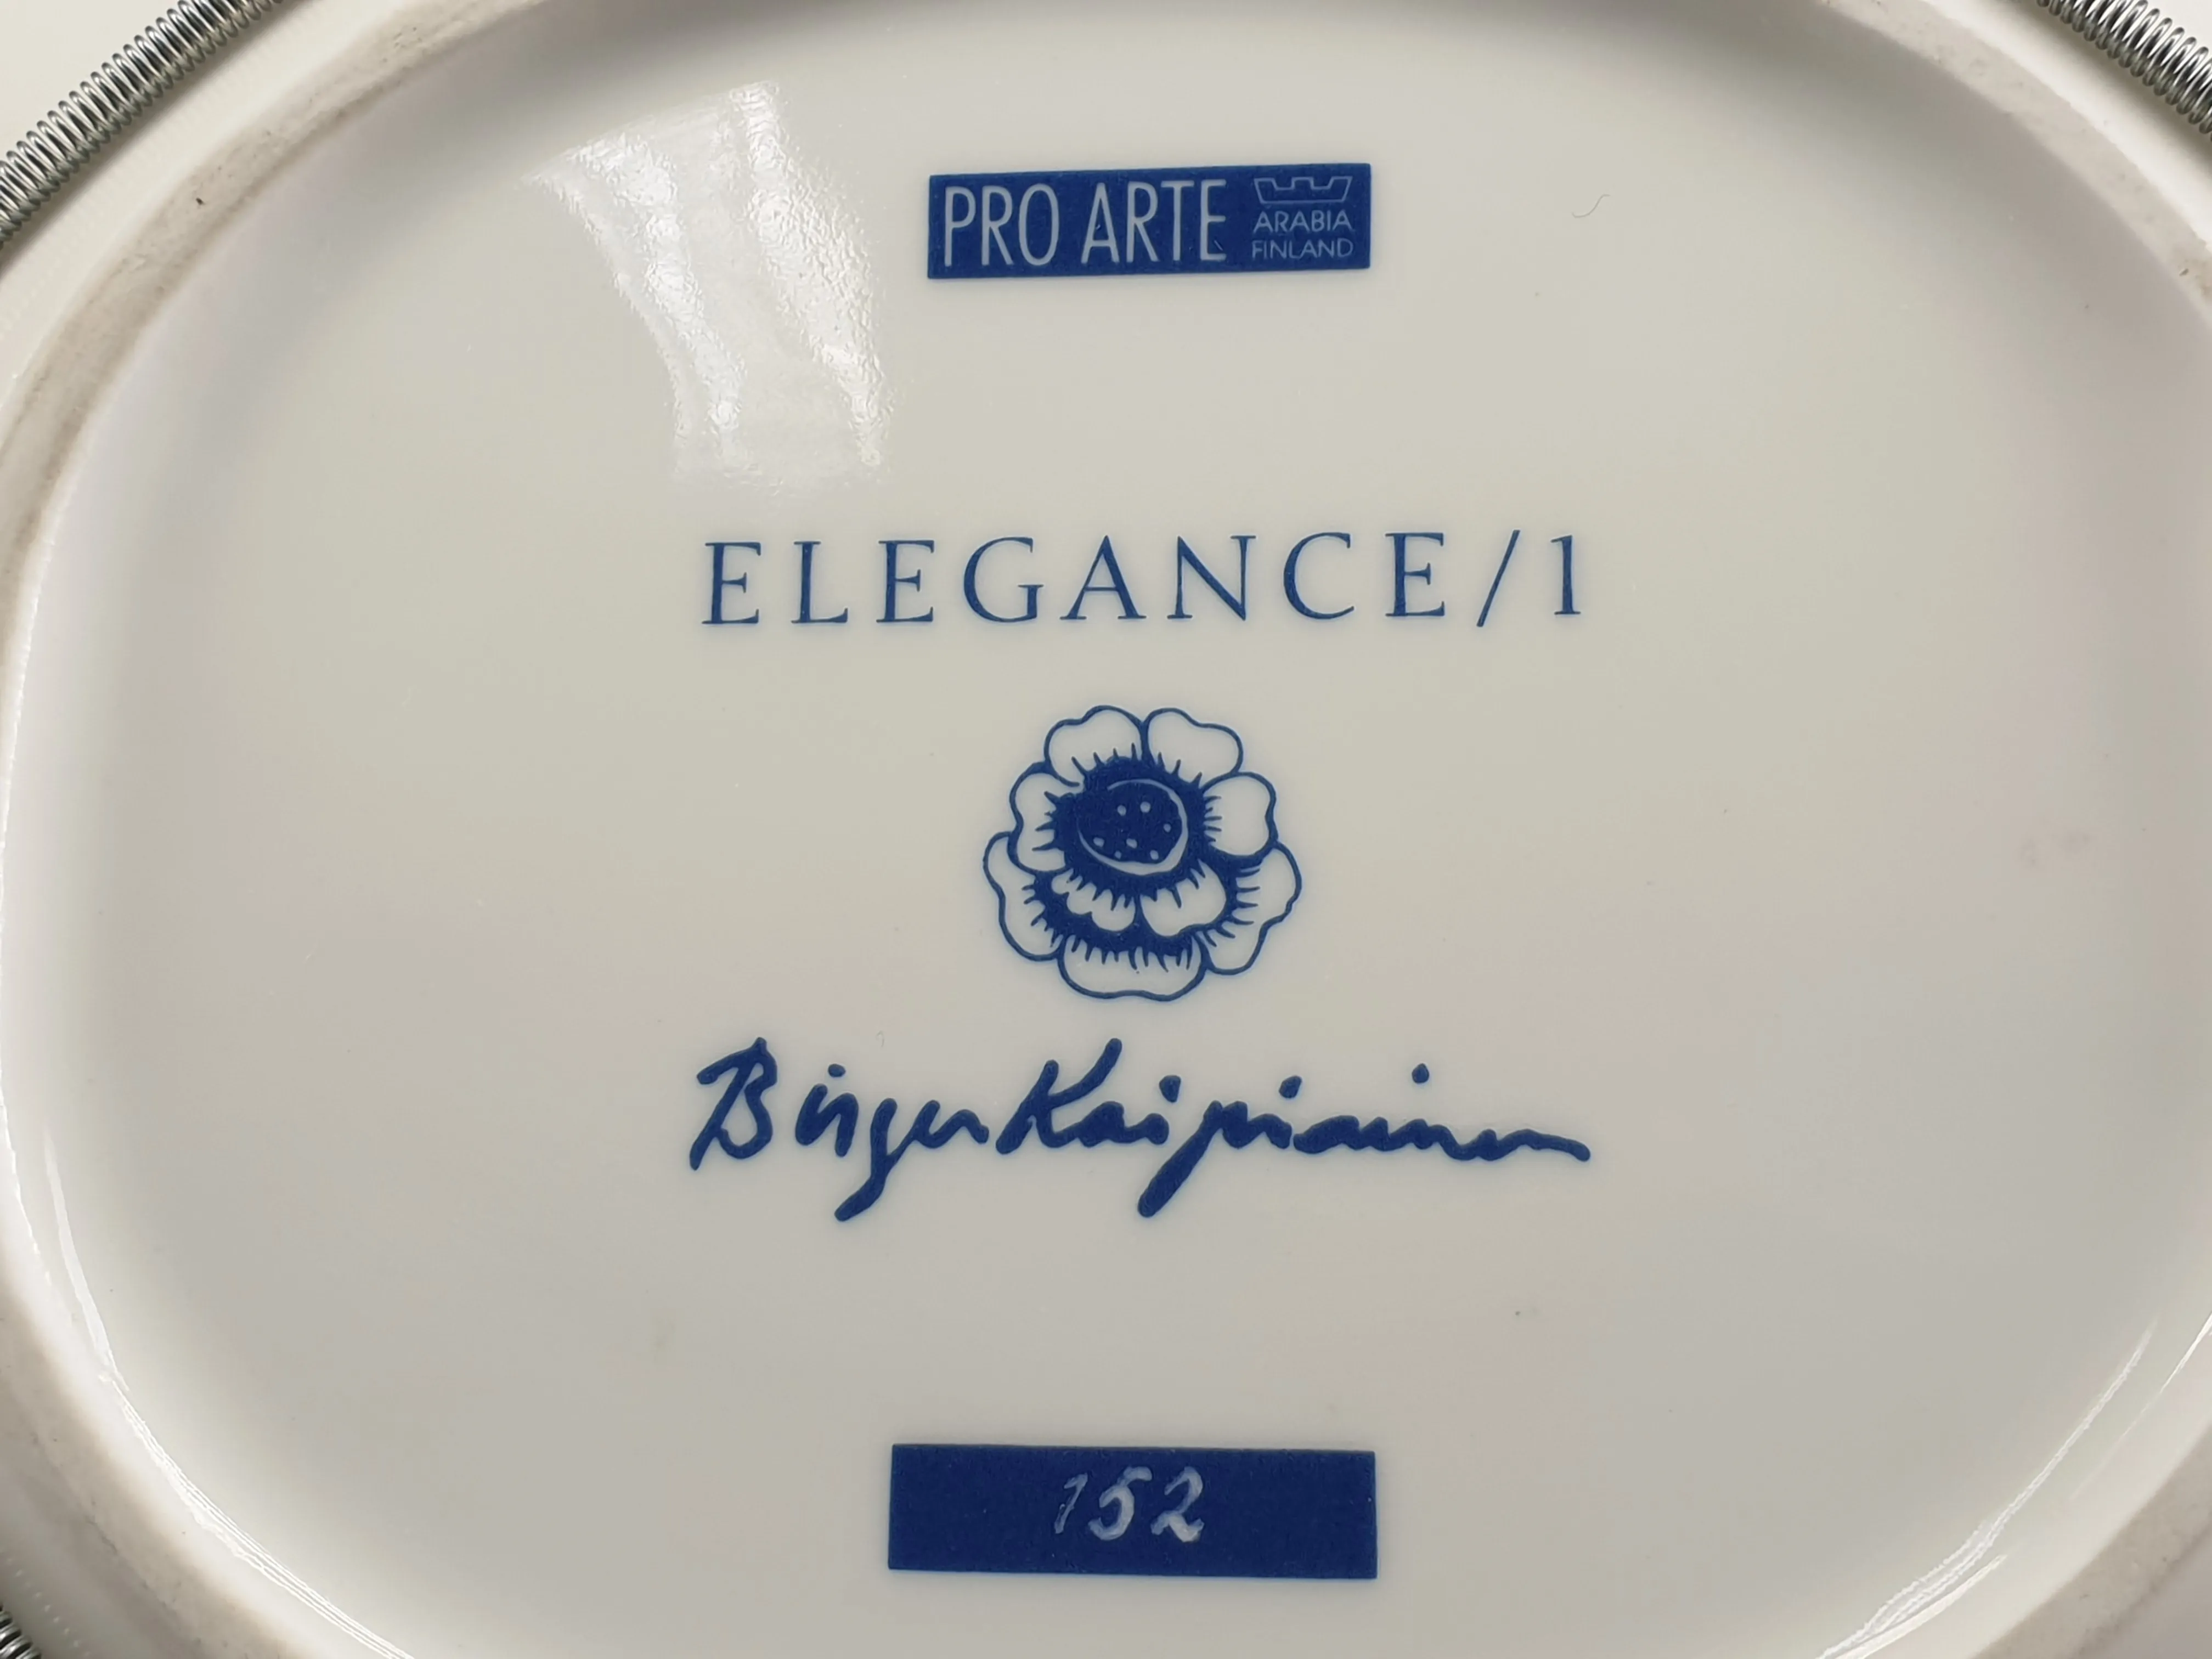 PRO ARTE
ARABIA
FINLAND
ELEGANCE/1
Birger Kaipiainen
152